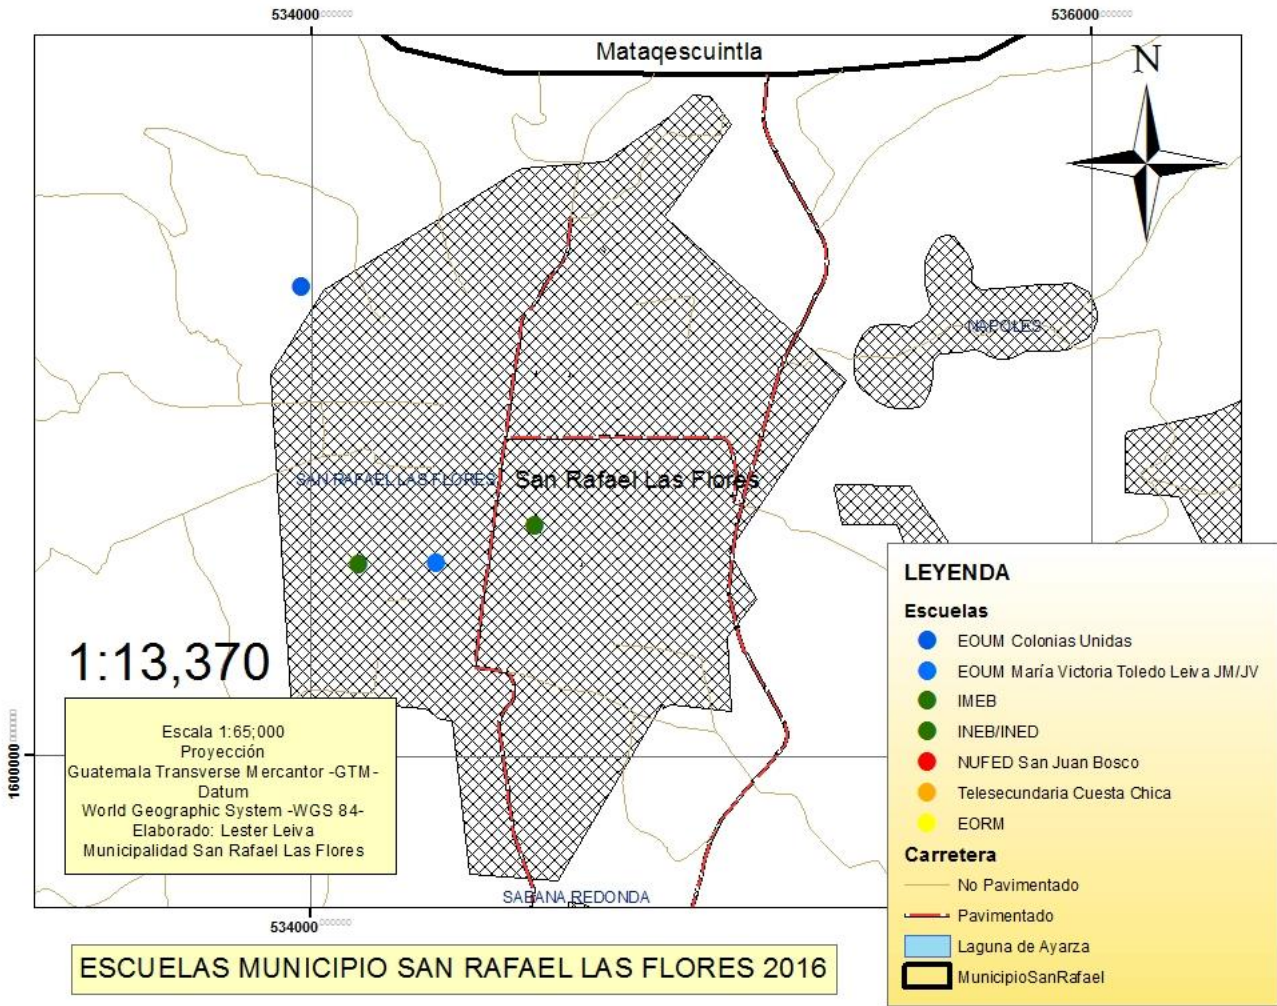 534000000000
536000000000
Mataqescuintla
N
NAPOLES
SAN RAFAEL LAS FLORES
San Rafael Las Flores
1:13,370
Escala 1:65;000
Proyección
Guatemala Transverse Mercantor -GTM-
Datum
World Geographic System -WGS 84-
Elaborado: Lester Leiva
Municipalidad San Rafael Las Flores
1600000000000
SABANA REDONDA
534000000000
ESCUELAS MUNICIPIO SAN RAFAEL LAS FLORES 2016
LEYENDA
Escuelas
EOUM Colonias Unidas
EOUM María Victoria Toledo Leiva JM/JV
IMEB
INEB/INED
NUFED San Juan Bosco
Telesecundaria Cuesta Chica
EORM
Carretera
No Pavimentado
Pavimentado
Laguna de Ayarza
MunicipioSanRafael